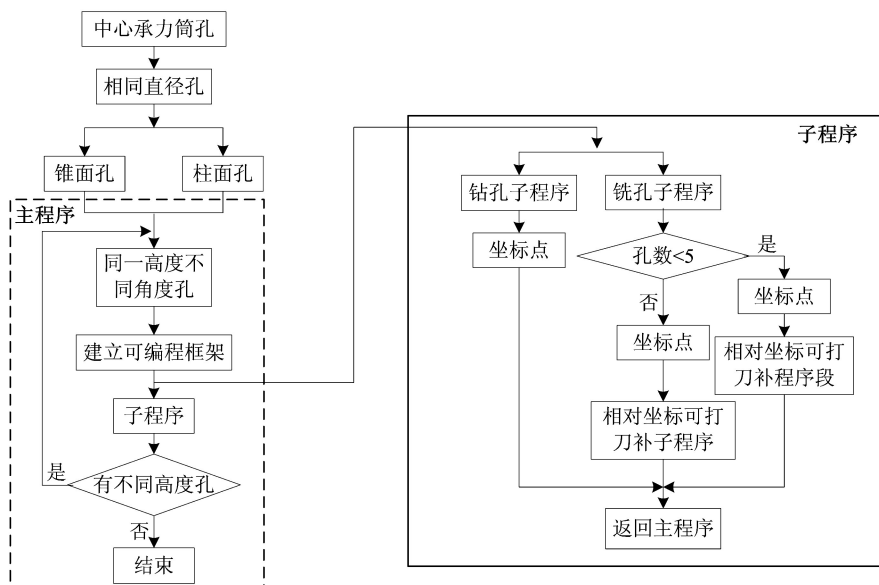 中心承力筒孔
相同直径孔
锥面孔
柱面孔
主程序
同一高度不
同角度孔
建立可编程框架
子程序
有不同高度孔
是
否
结束
子程序
钻孔子程序
铣孔子程序
坐标点
孔数<5
是
否
坐标点
坐标点
相对坐标可打
刀补程序段
相对坐标可打
刀补子程序
返回主程序